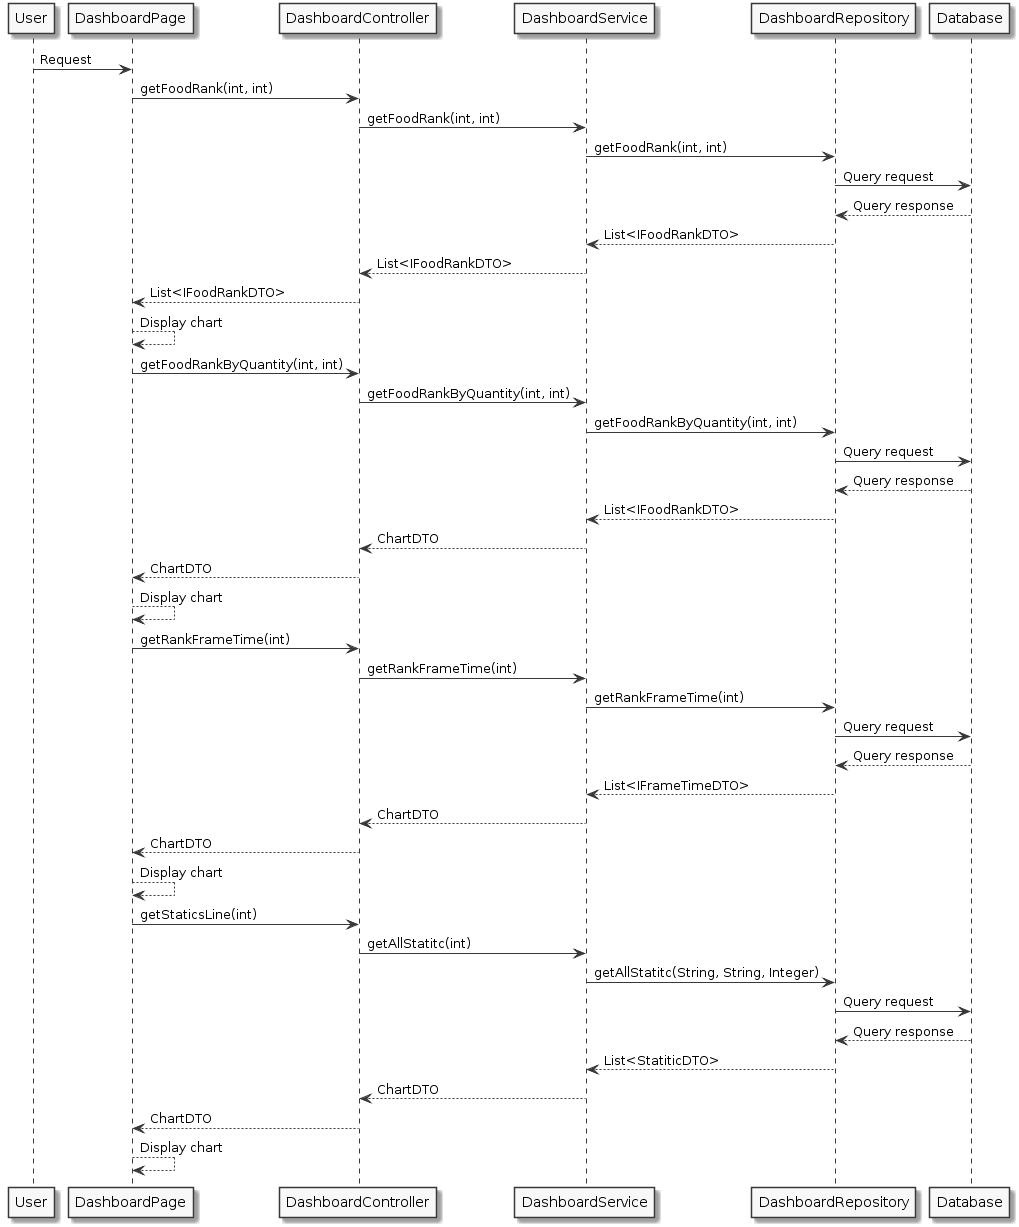 User DashboardPage DashboardController DashboardService DashboardRepository Database
Request
getFoodRank(int, int)
getFoodRank(int, int)
getFoodRank(int, int)
Query request
Query response
List<IFoodRankDTO>
List<IFoodRankDTO>
List<IFoodRankDTO>
Display chart
getFoodRankByQuantity(int, int)
getFoodRankByQuantity(int, int)
getFoodRankByQuantity(int, int)
Query request
Query response
List<IFoodRankDTO>
ChartDTO
ChartDTO
Display chart
getRankFrameTime(int)
getRankFrameTime(int)
getRankFrameTime(int)
Query request
Query response
List<IFrameTimeDTO>
ChartDTO
ChartDTO
Display chart
getStaticsLine(int)
getAllStatitc(int)
getAllStatitc(String, String, Integer)
Query request
Query response
List<StatiticDTO>
ChartDTO
ChartDTO
Display chart
User DashboardPage DashboardController DashboardService DashboardRepository Database